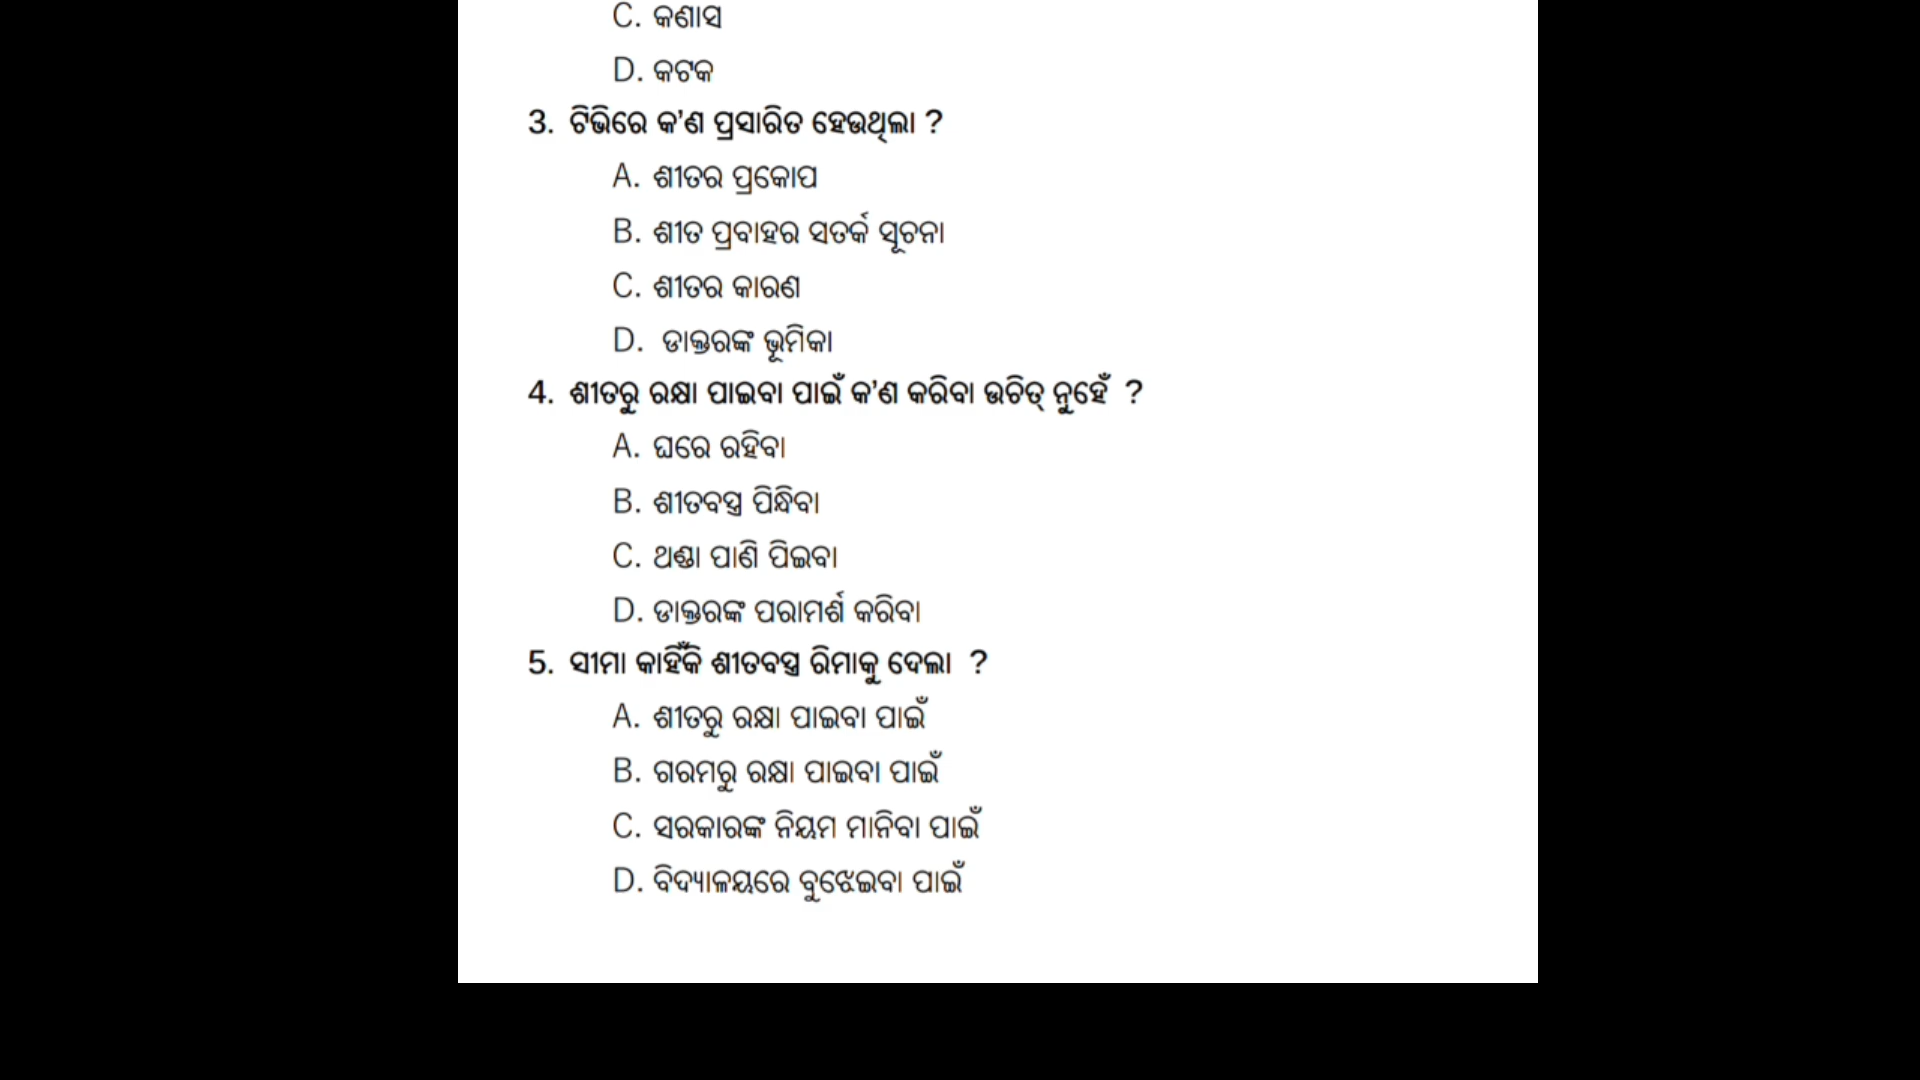 C. କଣାସ
D. କଟକ
3. ଟିଭିରେ କ’ଣ ପ୍ରସାରିତ ହେଉଥିଲା ?
A. ଶୀତର ପ୍ରକୋପ
B. ଶୀତ ପ୍ରବାହର ସତର୍କ ସୂଚନା
C. ଶୀତର କାରଣ
D. ଡାକ୍ତରଙ୍କ ଭୂମିକା
4. ଶୀତରୁ ରକ୍ଷା ପାଇବା ପାଇଁ କ’ଣ କରିବା ଉଚିତ୍ ନୁହେଁ ?
A. ଘରେ ରହିବା
B. ଶୀତବସ୍ତ୍ର ପିନ୍ଧିବା
C. ଥଣ୍ଡା ପାଣି ପିଇବା
D. ଡାକ୍ତରଙ୍କ ପରାମର୍ଶ କରିବା
5. ସୀମା କାହିଁକି ଶୀତବସ୍ତ୍ର ରିମାକୁ ଦେଲା ?
A. ଶୀତରୁ ରକ୍ଷା ପାଇବା ପାଇଁ
B. ଗରମରୁ ରକ୍ଷା ପାଇବା ପାଇଁ
C. ସରକାରଙ୍କ ନିୟମ ମାନିବା ପାଇଁ
D. ବିଦ୍ୟାଳୟରେ ବୁଝେଇବା ପାଇଁ